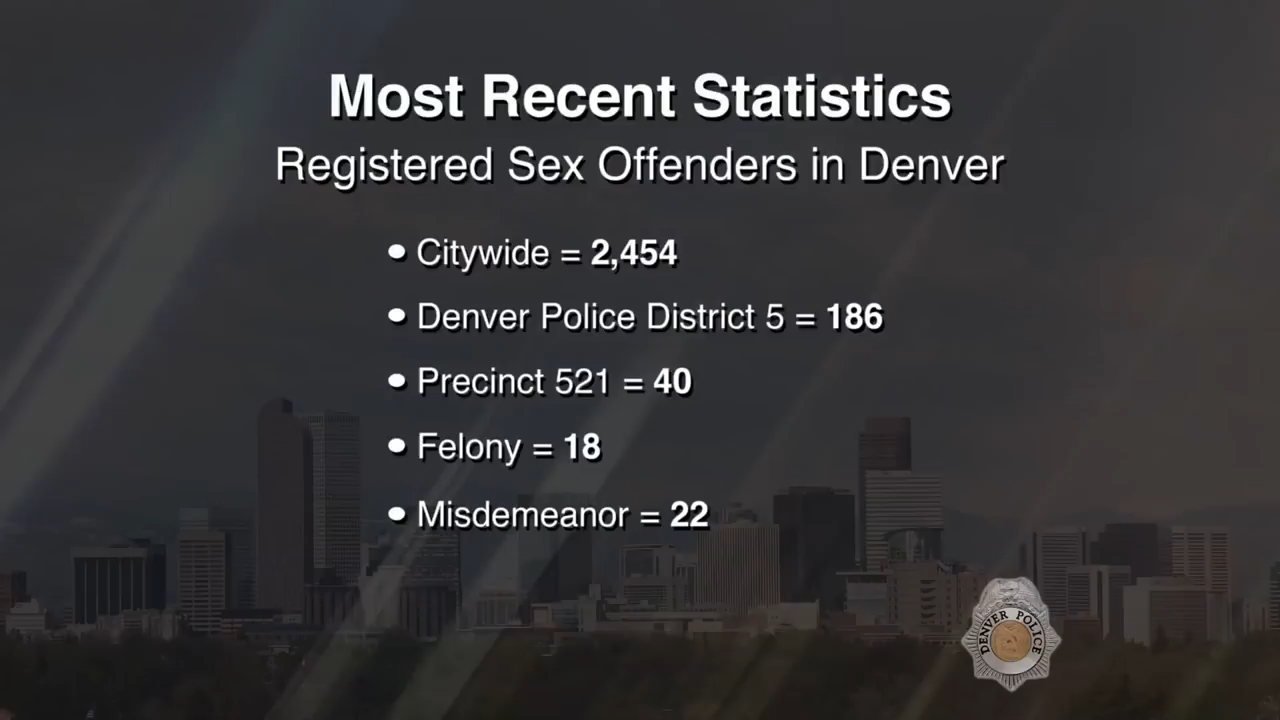 Most Recent Statistics
Registered Sex Offenders in Denver
• Citywide = 2,454
• Denver Police District 5 = 186
• Precinct 521 = 40
• Felony = 18
• Misdemeanor = 22
DENVER POLICE